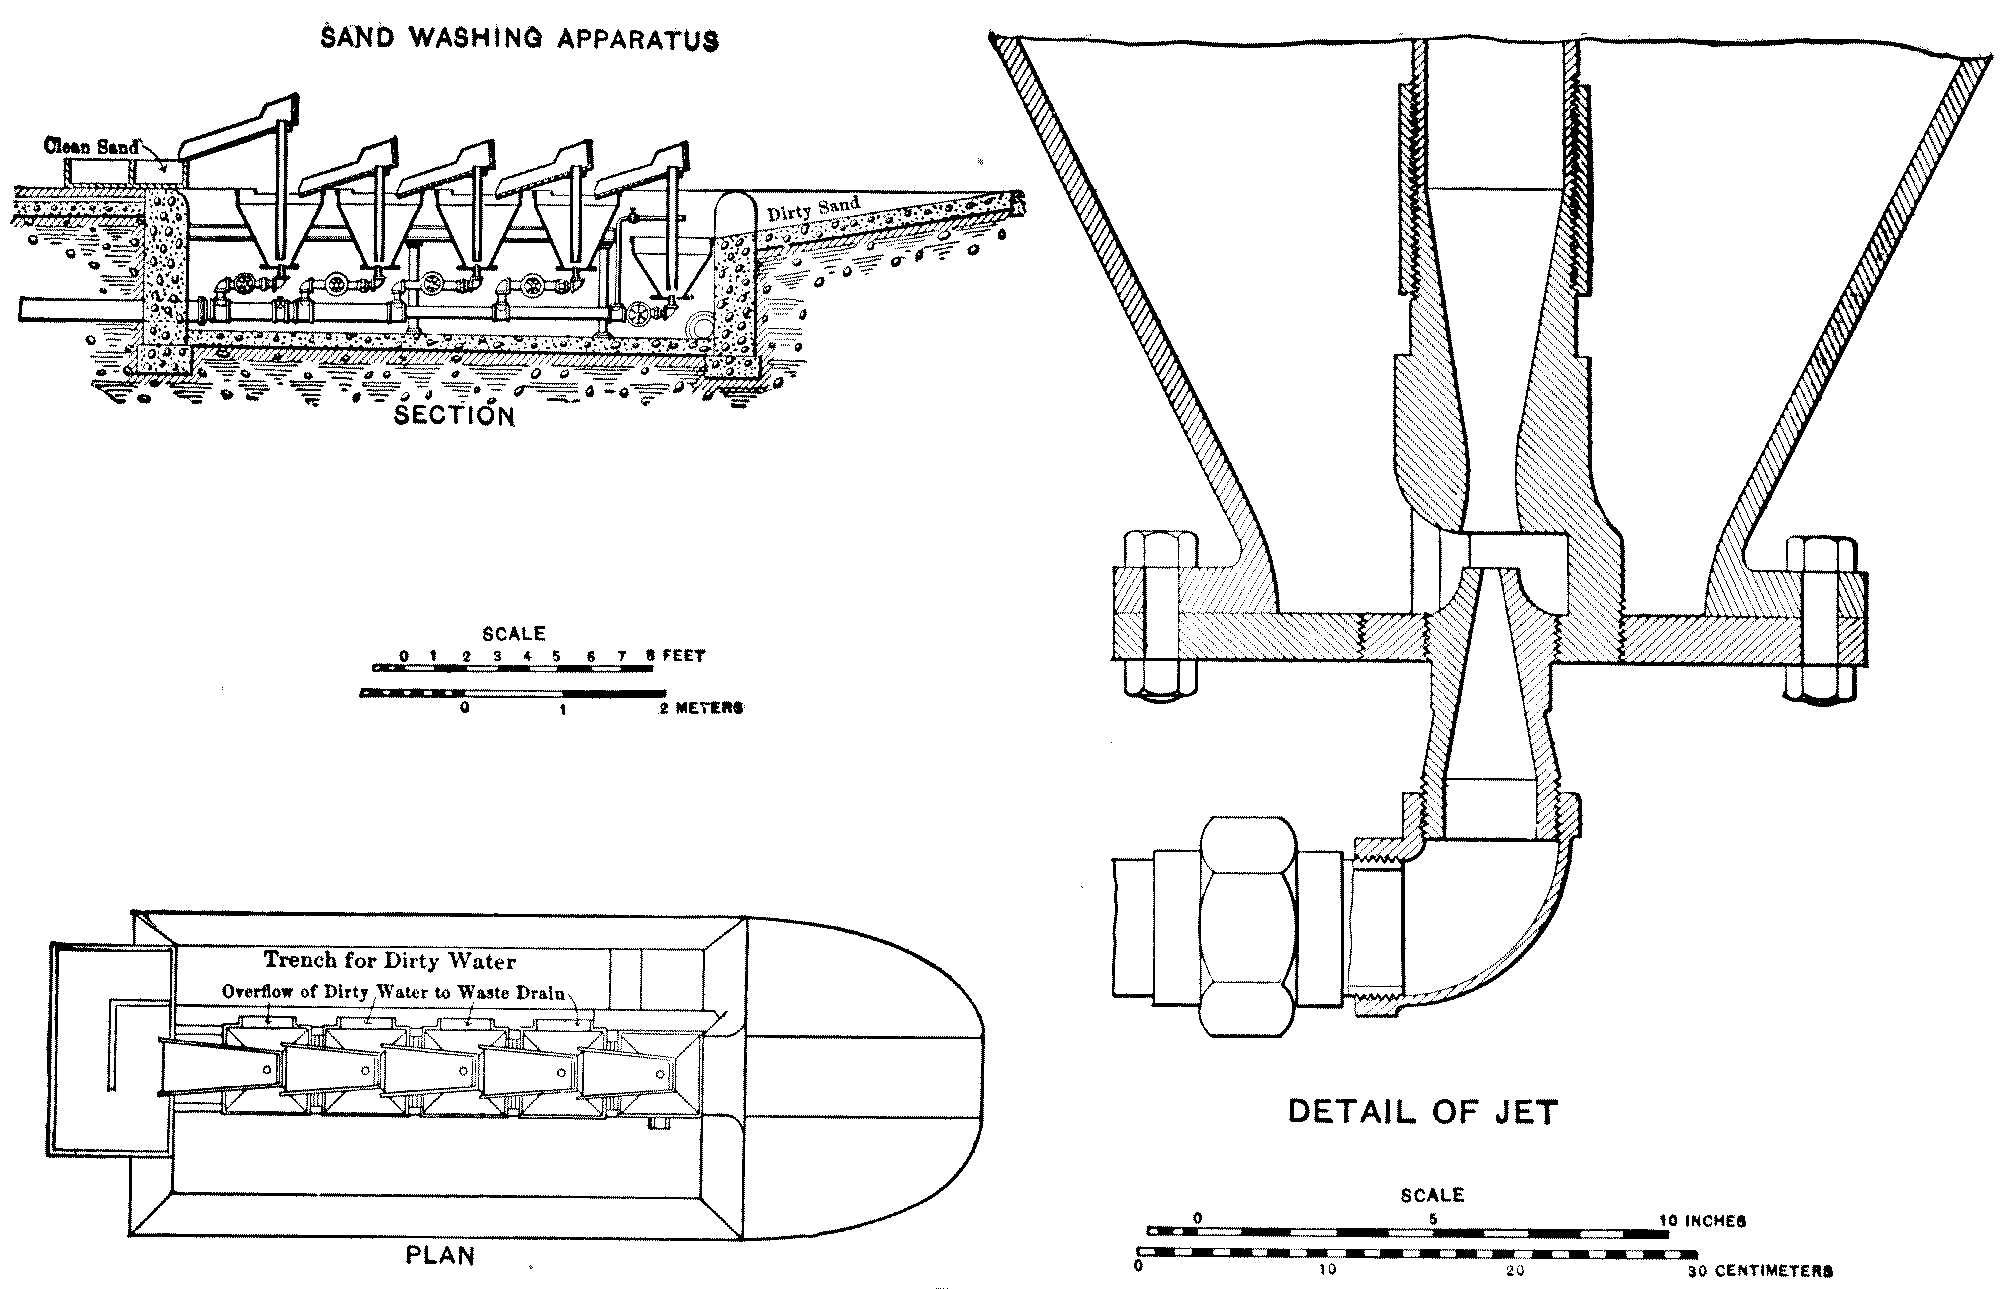 SAND WASHING APPARATUS
Clean Sand
Dirty Sand
SECTION
SCALE
0 1 2 3 4 5 6 7 8 FEET
0 1 2 METERS
Trench for Dirty Water
Overflow of Dirty Water to Waste Drain
PLAN
DETAIL OF JET
SCALE
0 5 10 INCHES
0 10 20 30 CENTIMETERS